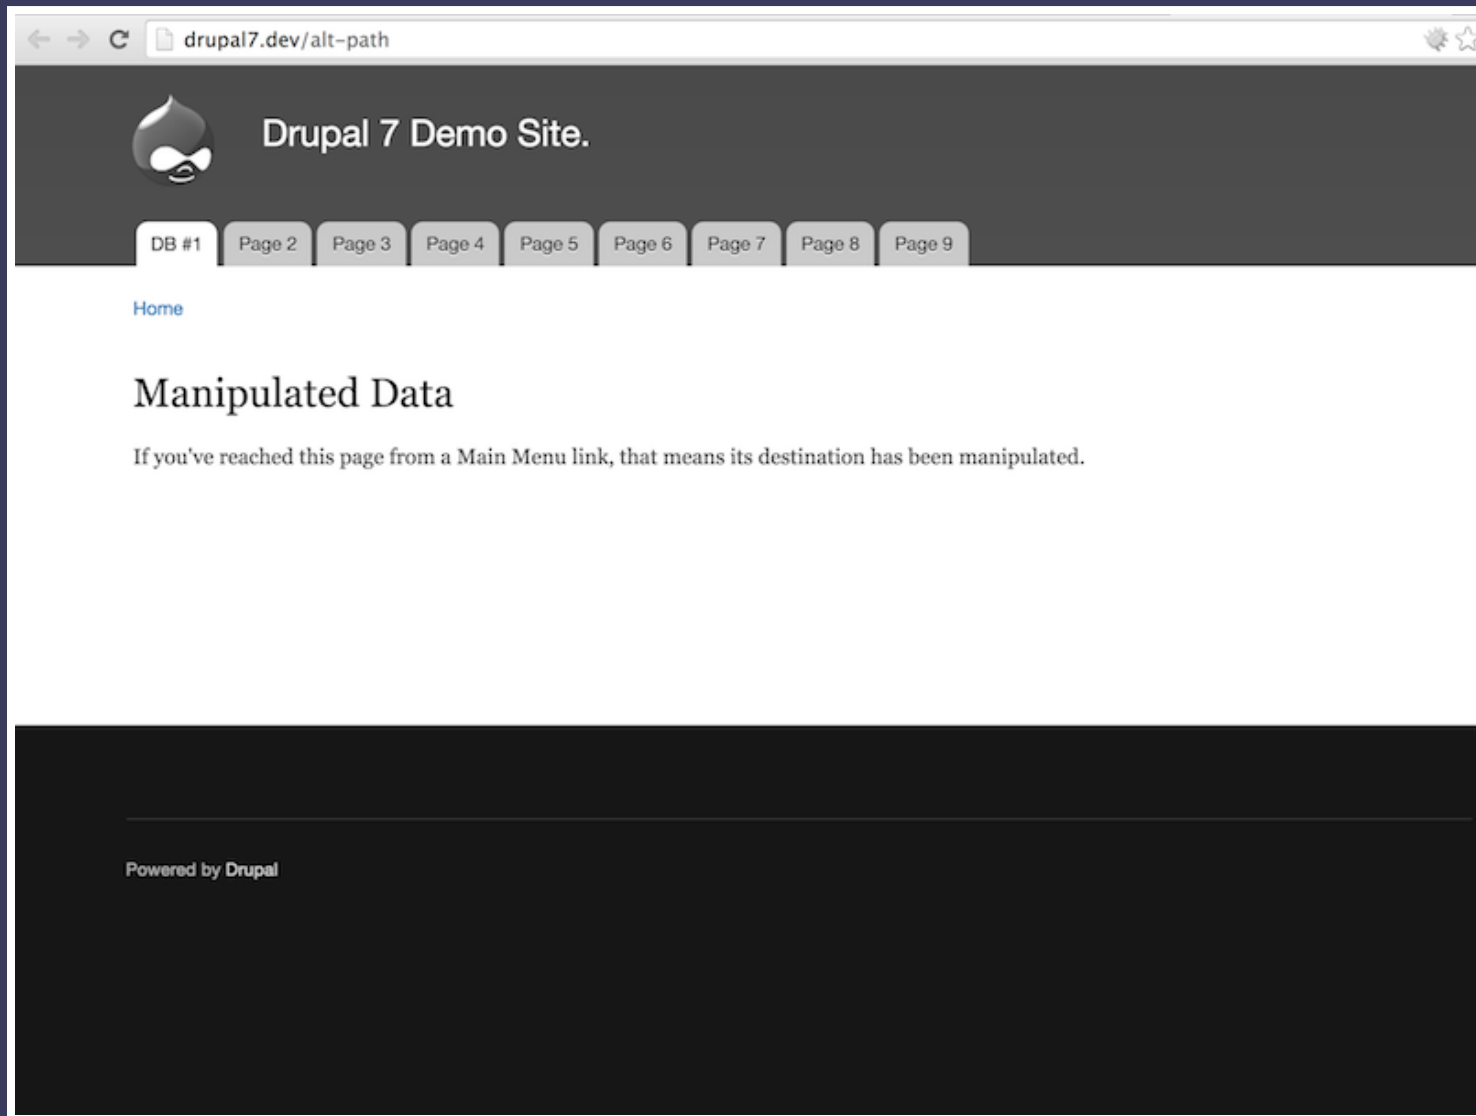 drupal7.dev/alt-path
Drupal 7 Demo Site.
DB #1 Page 2 Page 3 Page 4 Page 5 Page 6 Page 7 Page 8 Page 9
Home
Manipulated Data
If you've reached this page from a Main Menu link, that means its destination has been manipulated.
Powered by Drupal